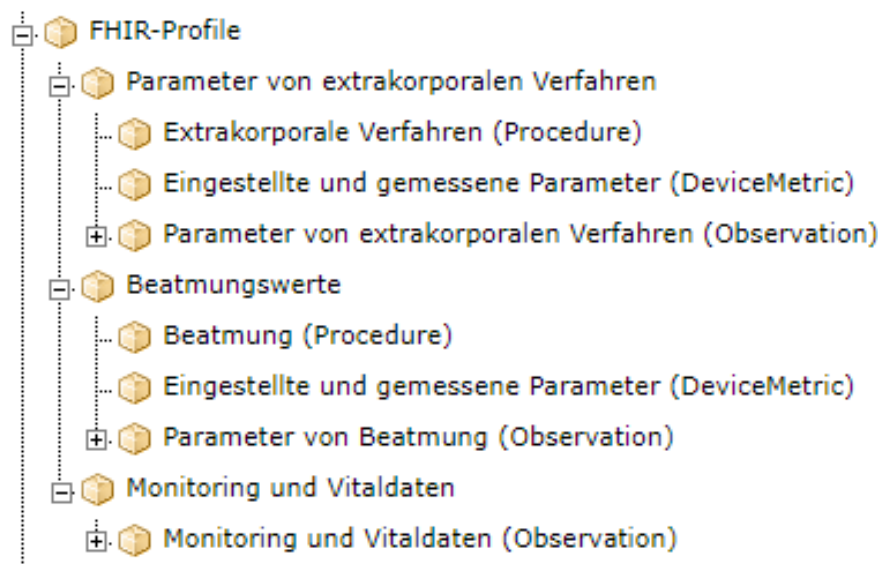 FHIR-Profile
Parameter von extrakorporalen Verfahren
Extrakorporale Verfahren (Procedure)
Eingestellte und gemessene Parameter (DeviceMetric)
Parameter von extrakorporalen Verfahren (Observation)
Beatmungswerte
Beatmung (Procedure)
Eingestellte und gemessene Parameter (DeviceMetric)
Parameter von Beatmung (Observation)
Monitoring und Vitaldaten
Monitoring und Vitaldaten (Observation)